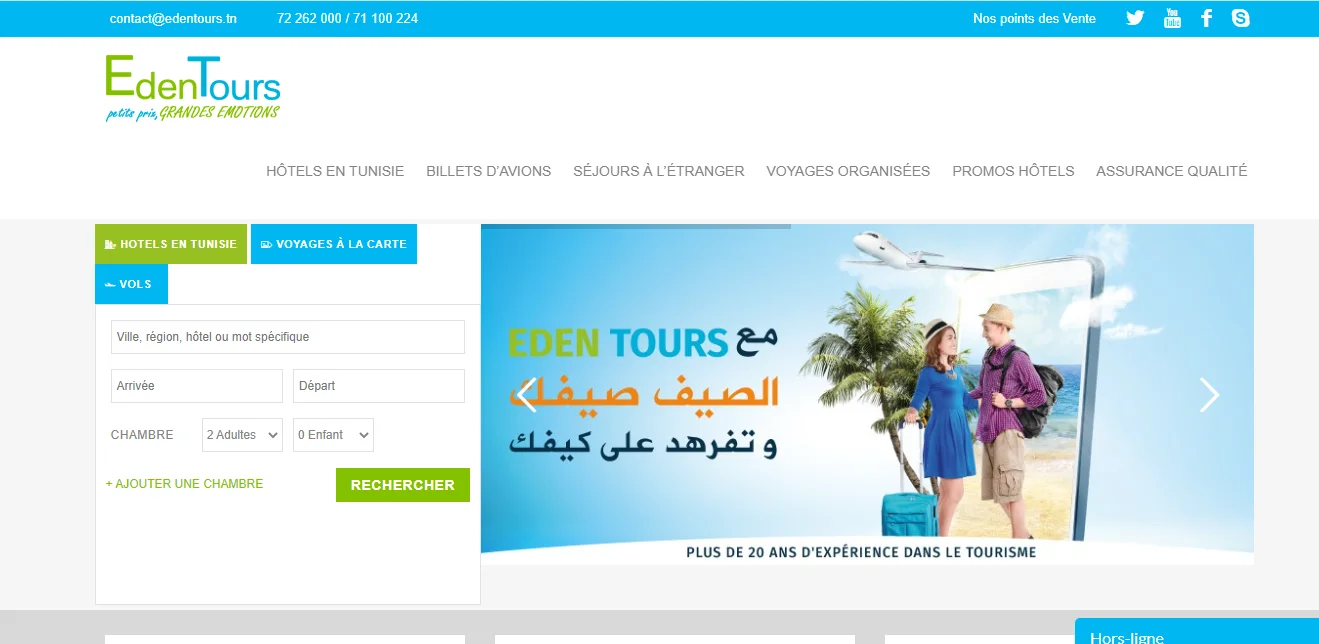 contact@edentours.tn 72 262 000 / 71 100 224 Nos points des Vente
You
Tube
EdenTours
petits prix, GRANDES EMOTIONS
HÔTELS EN TUNISIE BILLETS D'AVIONS SÉJOURS À L'ÉTRANGER VOYAGES ORGANISÉES PROMOS HÔTELS ASSURANCE QUALITÉ
HOTELS EN TUNISIE VOYAGES À LA CARTE
VOLS
Ville, région, hôtel ou mot spécifique
Arrivée Départ
CHAMBRE 2 Adultes 0 Enfant
+ AJOUTER UNE CHAMBRE RECHERCHER
مع EDEN TOURS
الصيف صيفك
و تفرهد على كيفك
PLUS DE 20 ANS D'EXPÉRIENCE DANS LE TOURISME
Hors-ligne